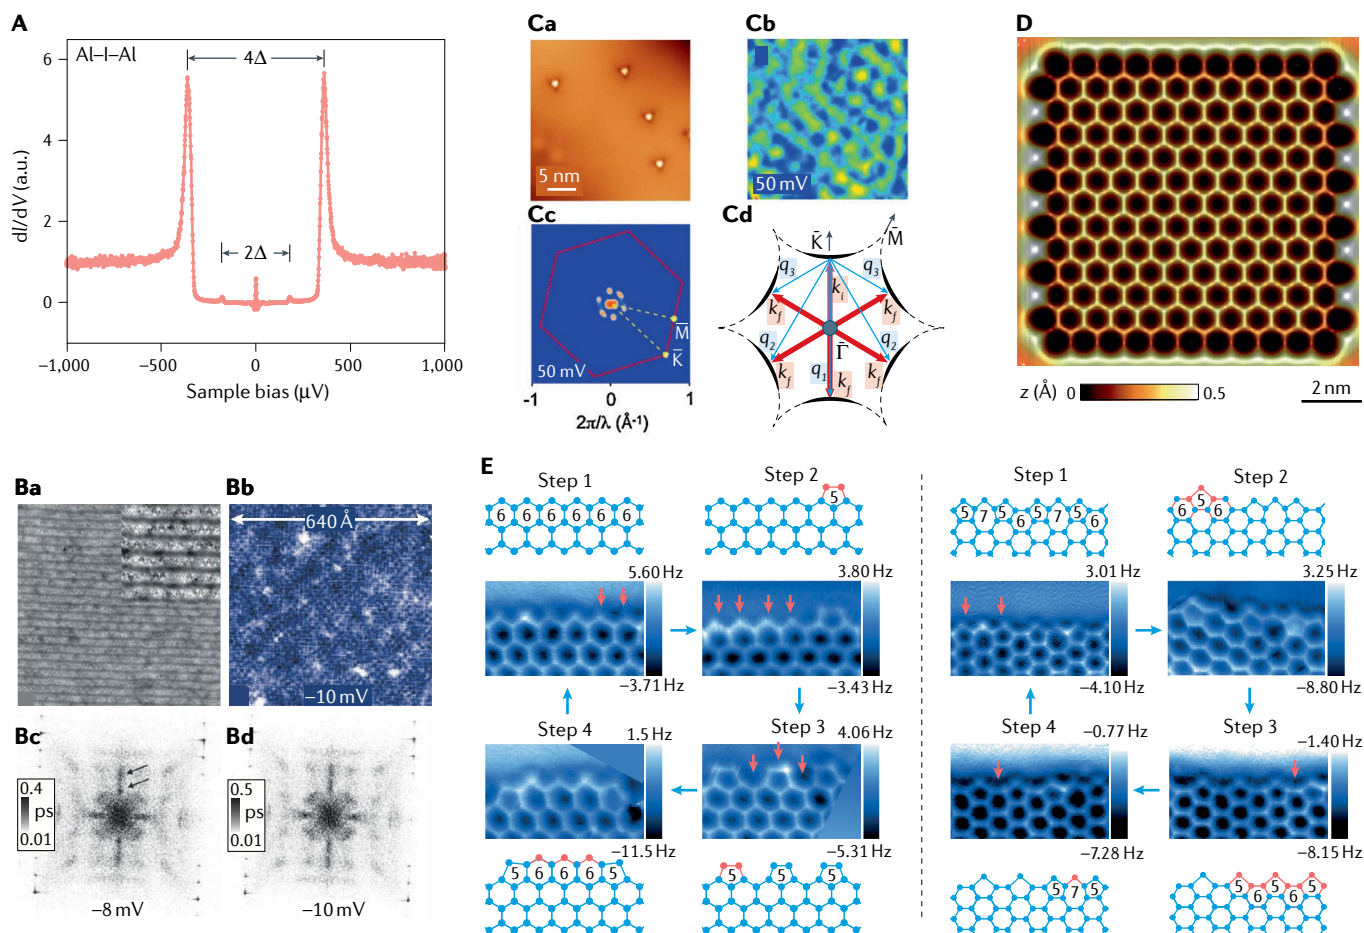 A
Al–I–Al
4Δ
2Δ
dI/dV (a.u.)
6
4
2
0
–1,000
–500
0
500
1,000
Sample bias (µV)
Ca
5 nm
Cb
50 mV
Cc
M̄
K̄
50 mV
-1
0
1
2π/λ (Å⁻¹)
Cd
K̄
M̄
q3
q3
ki
kf
kf
q2
q2
Γ̄
kf
q1
kf
kf
D
z (Å)
0
0.5
2 nm
Ba
Bb
640 Å
–10 mV
Bc
0.4
ps
0.01
–8 mV
Bd
0.5
ps
0.01
–10 mV
E
Step 1
6 6 6 6 6 6
5.60 Hz
–3.71 Hz
Step 2
5
3.80 Hz
–3.43 Hz
Step 4
1.5 Hz
–11.5 Hz
5 6 6 6 5
Step 3
4.06 Hz
–5.31 Hz
5 5 5
Step 1
5 7 5 6 5 7 5 6
3.01 Hz
–4.10 Hz
Step 2
6 5 6
3.25 Hz
–8.80 Hz
Step 4
–0.77 Hz
–7.28 Hz
5 7 5
Step 3
–1.40 Hz
–8.15 Hz
5 6 5 6 5